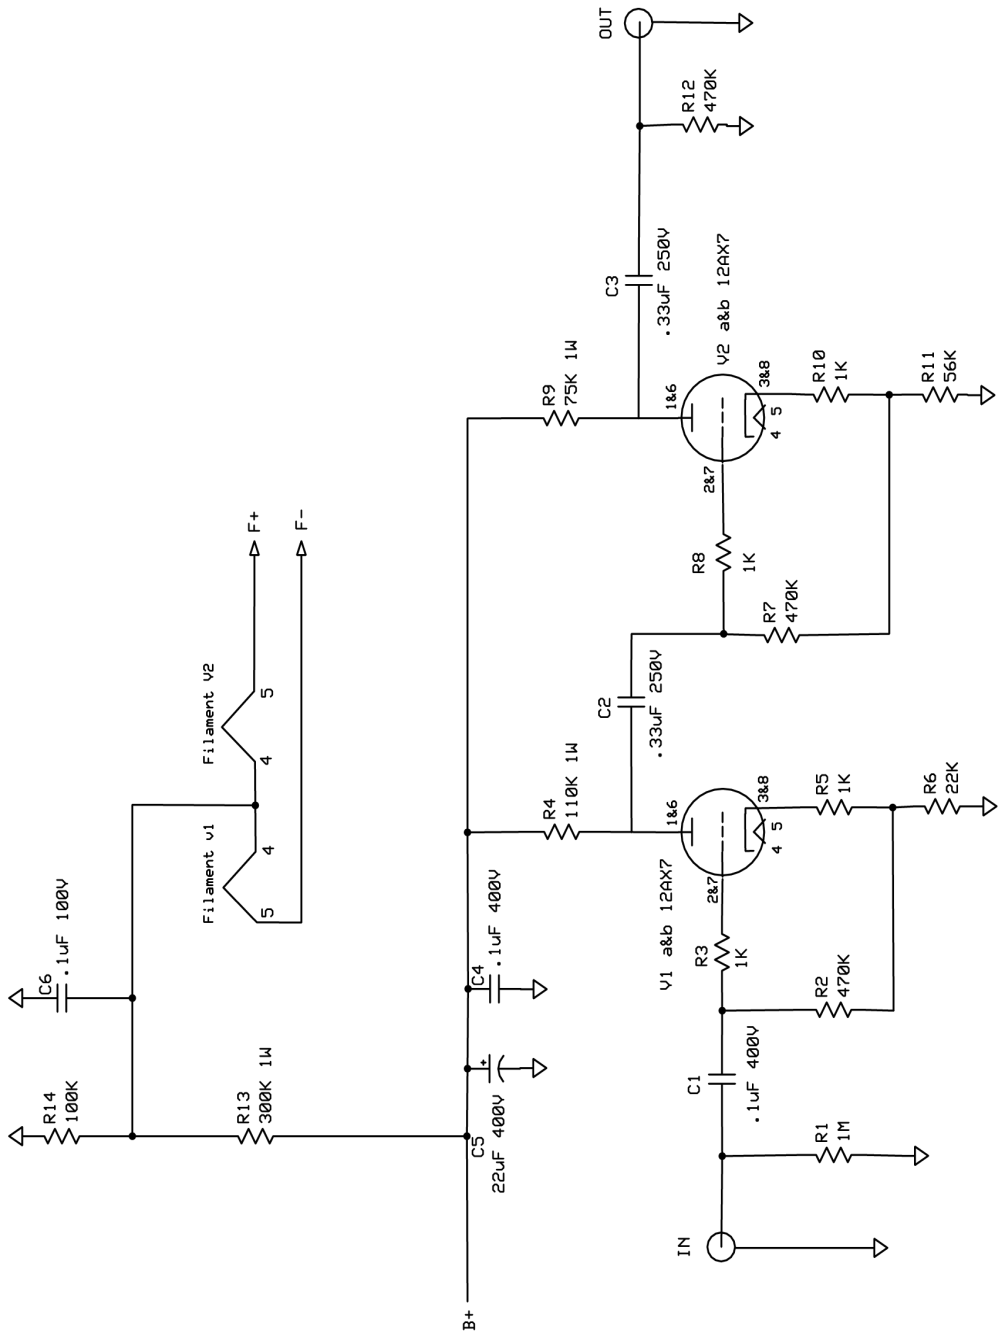 R14
100K
C6
.1uF 100V
Filament v1
Filament V2
R13
300K 1W
5
4
4
5
F+
F-
B+
C5
22uF 400V
C4
.1uF 400V
R4
110K 1W
R9
75K 1W
C2
.33uF 250V
C3
.33uF 250V
OUT
R12
470K
V1 a&b 12AX7
1&6
2&7
3&8
4
5
V2 a&b 12AX7
1&6
2&7
3&8
4
5
IN
C1
.1uF 400V
R3
1K
R8
1K
R1
1M
R2
470K
R5
1K
R7
470K
R10
1K
R6
22K
R11
56K